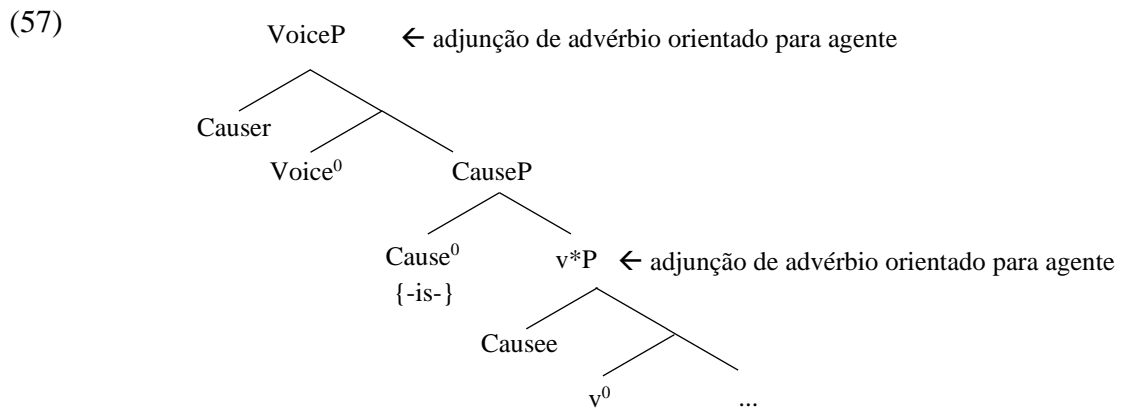 (57)
VoiceP ← adjunção de advérbio orientado para agente
Causer
Voice⁰ CauseP
Cause⁰ v*P ← adjunção de advérbio orientado para agente
{-is-}
Causee
v⁰ ...